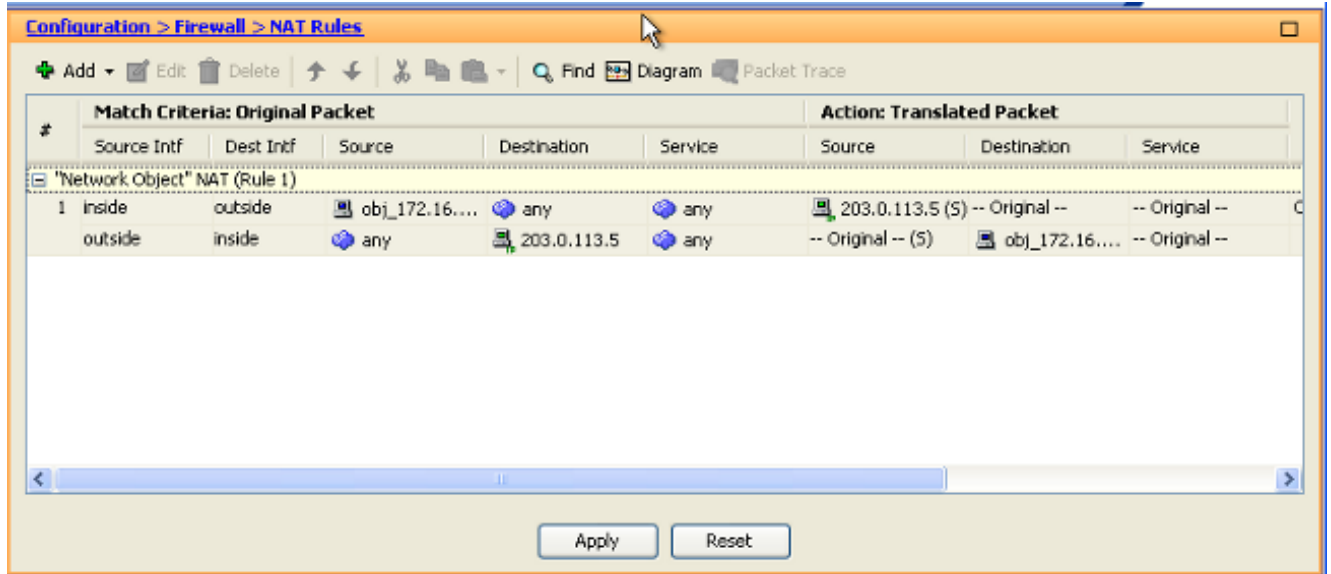 Configuration > Firewall > NAT Rules
Add Edit Delete Find Diagram Packet Trace
# Match Criteria: Original Packet Action: Translated Packet
Source Intf Dest Intf Source Destination Service Source Destination Service
"Network Object" NAT (Rule 1)
1 inside outside obj_172.16.... any any 203.0.113.5 (S) -- Original -- -- Original --
outside inside any 203.0.113.5 any -- Original -- (S) obj_172.16.... -- Original --
Apply Reset